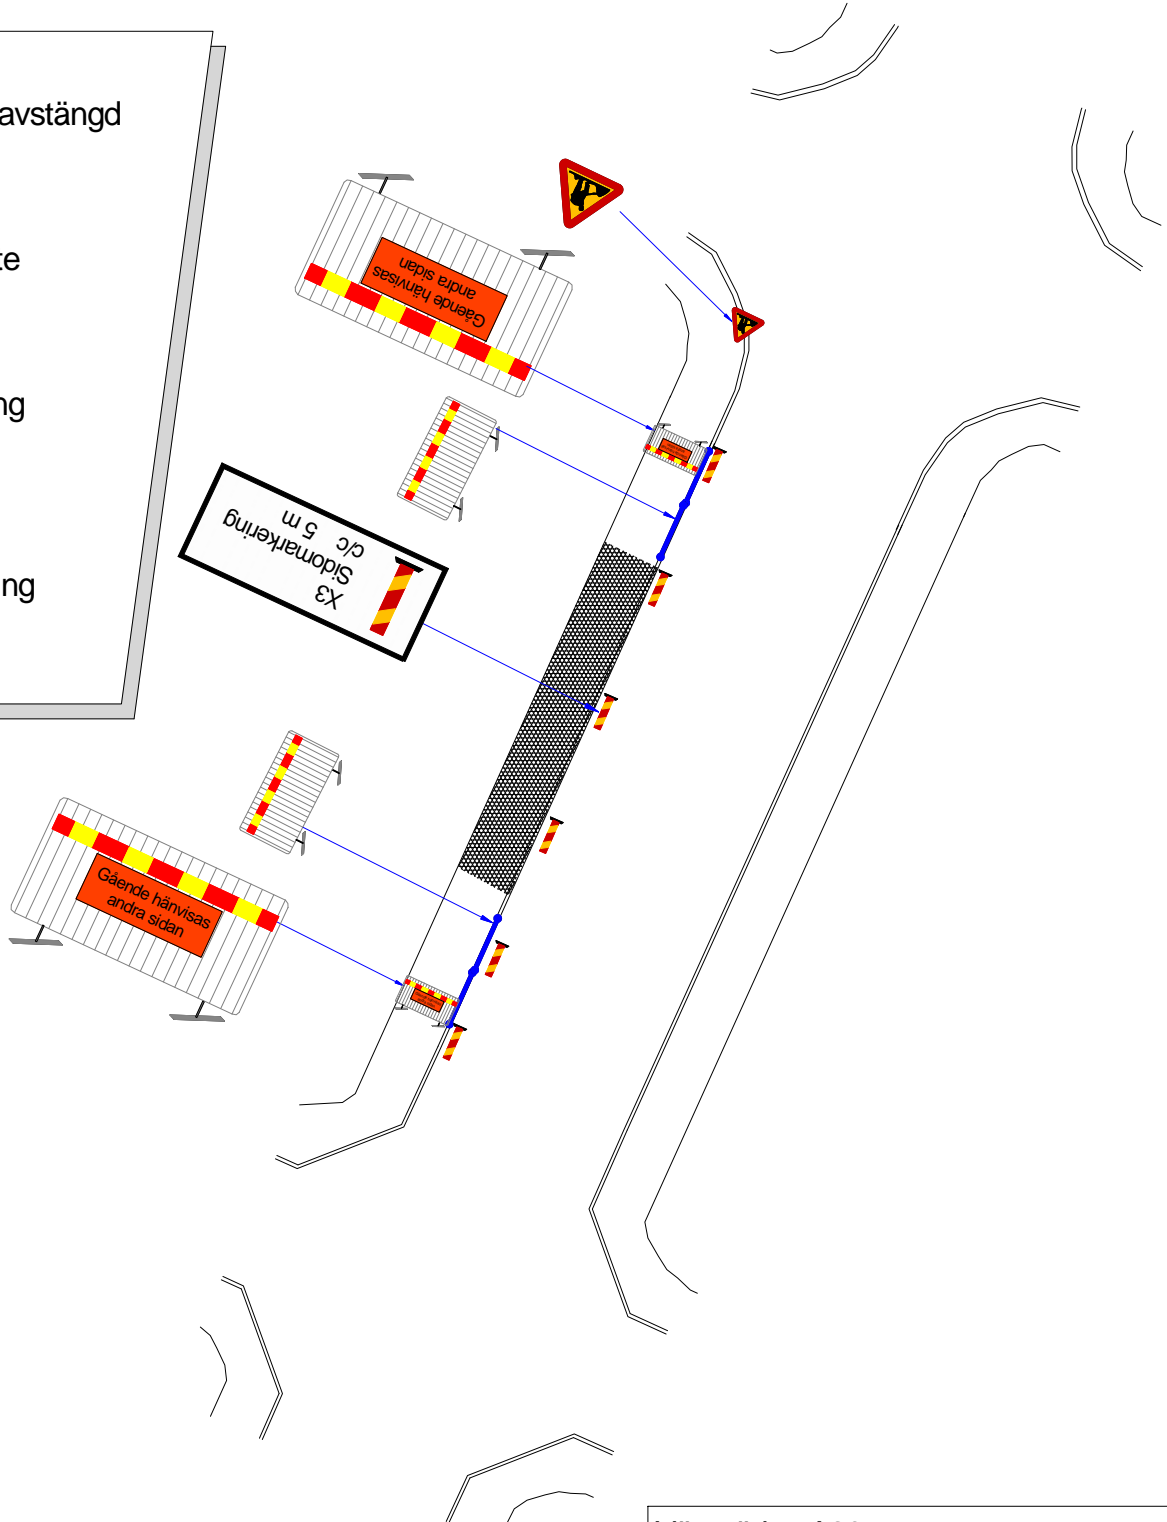 avstängd
te
ng
ng
Gående hänvisas
andra sidan
X3
Sidomarkering
c/c 5 m
Gående hänvisas
andra sidan